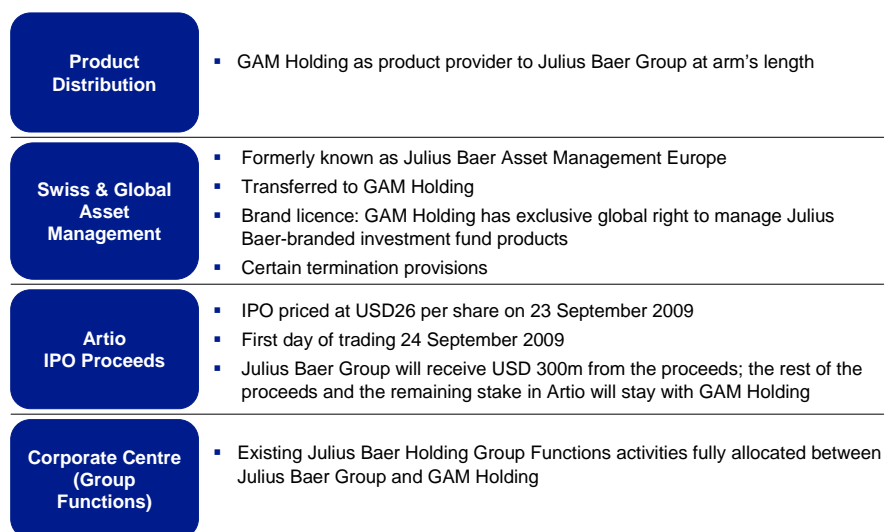 Product
Distribution
▪ GAM Holding as product provider to Julius Baer Group at arm’s length
Swiss & Global
Asset
Management
▪ Formerly known as Julius Baer Asset Management Europe
▪ Transferred to GAM Holding
▪ Brand licence: GAM Holding has exclusive global right to manage Julius
Baer-branded investment fund products
▪ Certain termination provisions
Artio
IPO Proceeds
▪ IPO priced at USD26 per share on 23 September 2009
▪ First day of trading 24 September 2009
▪ Julius Baer Group will receive USD 300m from the proceeds; the rest of the
proceeds and the remaining stake in Artio will stay with GAM Holding
Corporate Centre
(Group
Functions)
▪ Existing Julius Baer Holding Group Functions activities fully allocated between
Julius Baer Group and GAM Holding